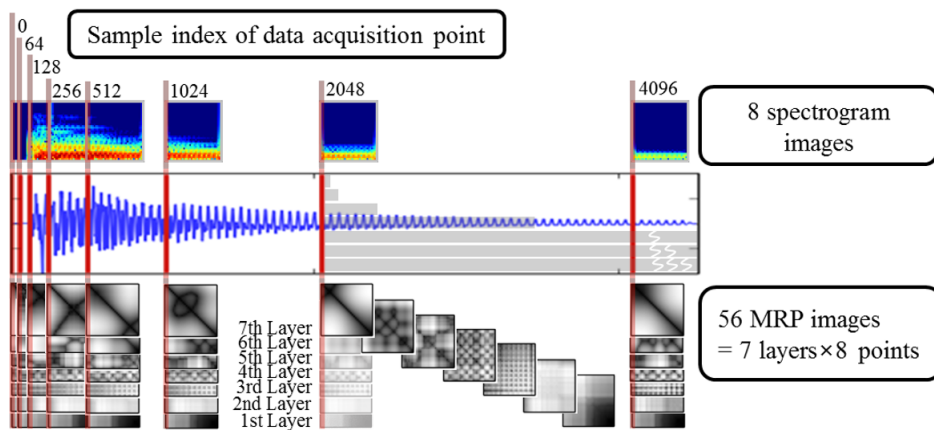 Sample index of data acquisition point
0
64
128
256
512
1024
2048
4096
8 spectrogram
images
7th Layer
6th Layer
5th Layer
4th Layer
3rd Layer
2nd Layer
1st Layer
56 MRP images
= 7 layers×8 points